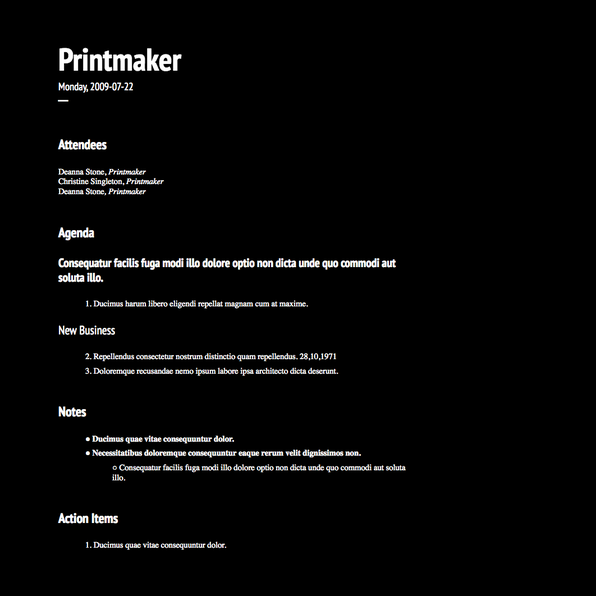 Printmaker
Monday, 2009-07-22
—
Attendees
Deanna Stone, Printmaker
Christine Singleton, Printmaker
Deanna Stone, Printmaker
Agenda
Consequatur facilis fuga modi illo dolore optio non dicta unde quo commodi aut
soluta illo.
1. Ducimus harum libero eligendi repellat magnam cum at maxime.
New Business
2. Repellendus consectetur nostrum distinctio quam repellendus. 28,10,1971
3. Doloremque recusandae nemo ipsum labore ipsa architecto dicta deserunt.
Notes
● Ducimus quae vitae consequuntur dolor.
● Necessitatibus doloremque consequuntur eaque rerum velit dignissimos non.
○ Consequatur facilis fuga modi illo dolore optio non dicta unde quo commodi aut soluta
illo.
Action Items
1. Ducimus quae vitae consequuntur dolor.